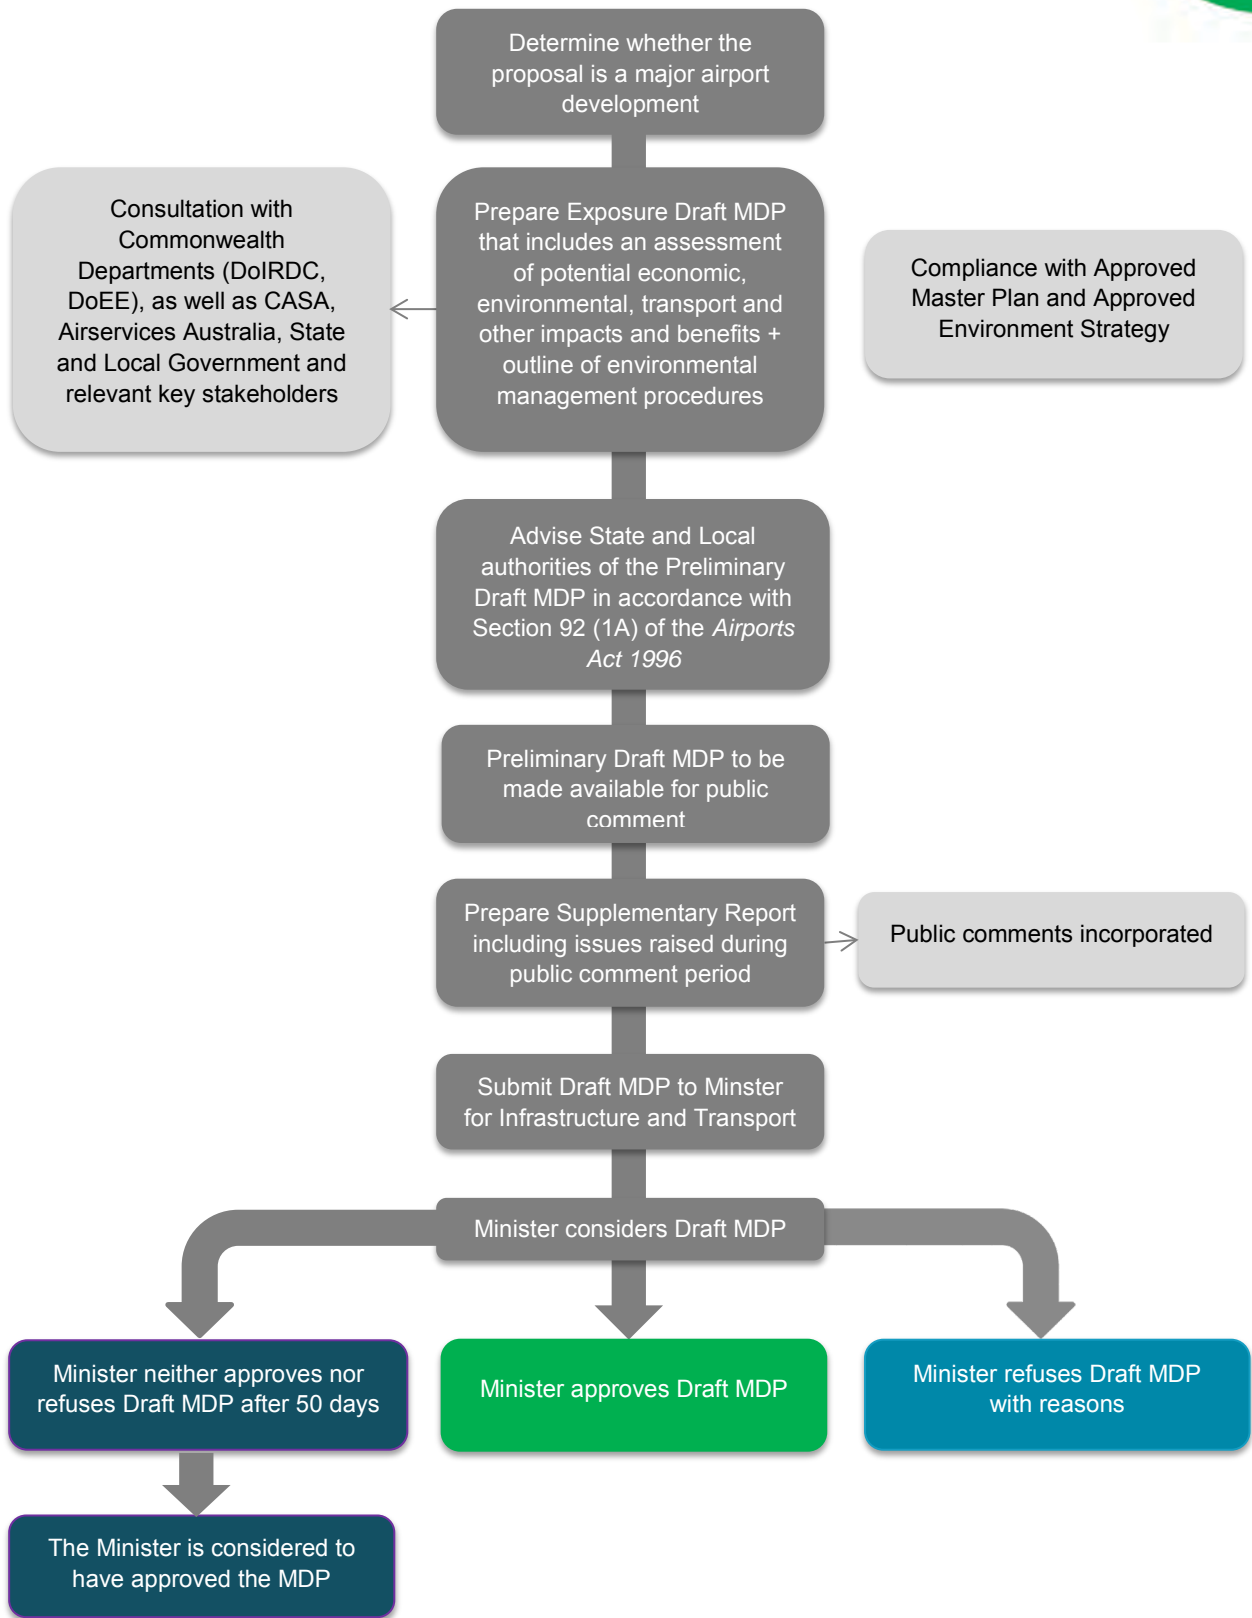 Determine whether the
proposal is a major airport
development
Consultation with
Commonwealth
Departments (DoIRDC,
DoEE), as well as CASA,
Airservices Australia, State
and Local Government and
relevant key stakeholders
Prepare Exposure Draft MDP
that includes an assessment
of potential economic,
environmental, transport and
other impacts and benefits +
outline of environmental
management procedures
Compliance with Approved
Master Plan and Approved
Environment Strategy
Advise State and Local
authorities of the Preliminary
Draft MDP in accordance with
Section 92 (1A) of the Airports
Act 1996
Preliminary Draft MDP to be
made available for public
comment
Prepare Supplementary Report
including issues raised during
public comment period
Public comments incorporated
Submit Draft MDP to Minster
for Infrastructure and Transport
Minister considers Draft MDP
Minister neither approves nor
refuses Draft MDP after 50 days
Minister approves Draft MDP
Minister refuses Draft MDP
with reasons
The Minister is considered to
have approved the MDP